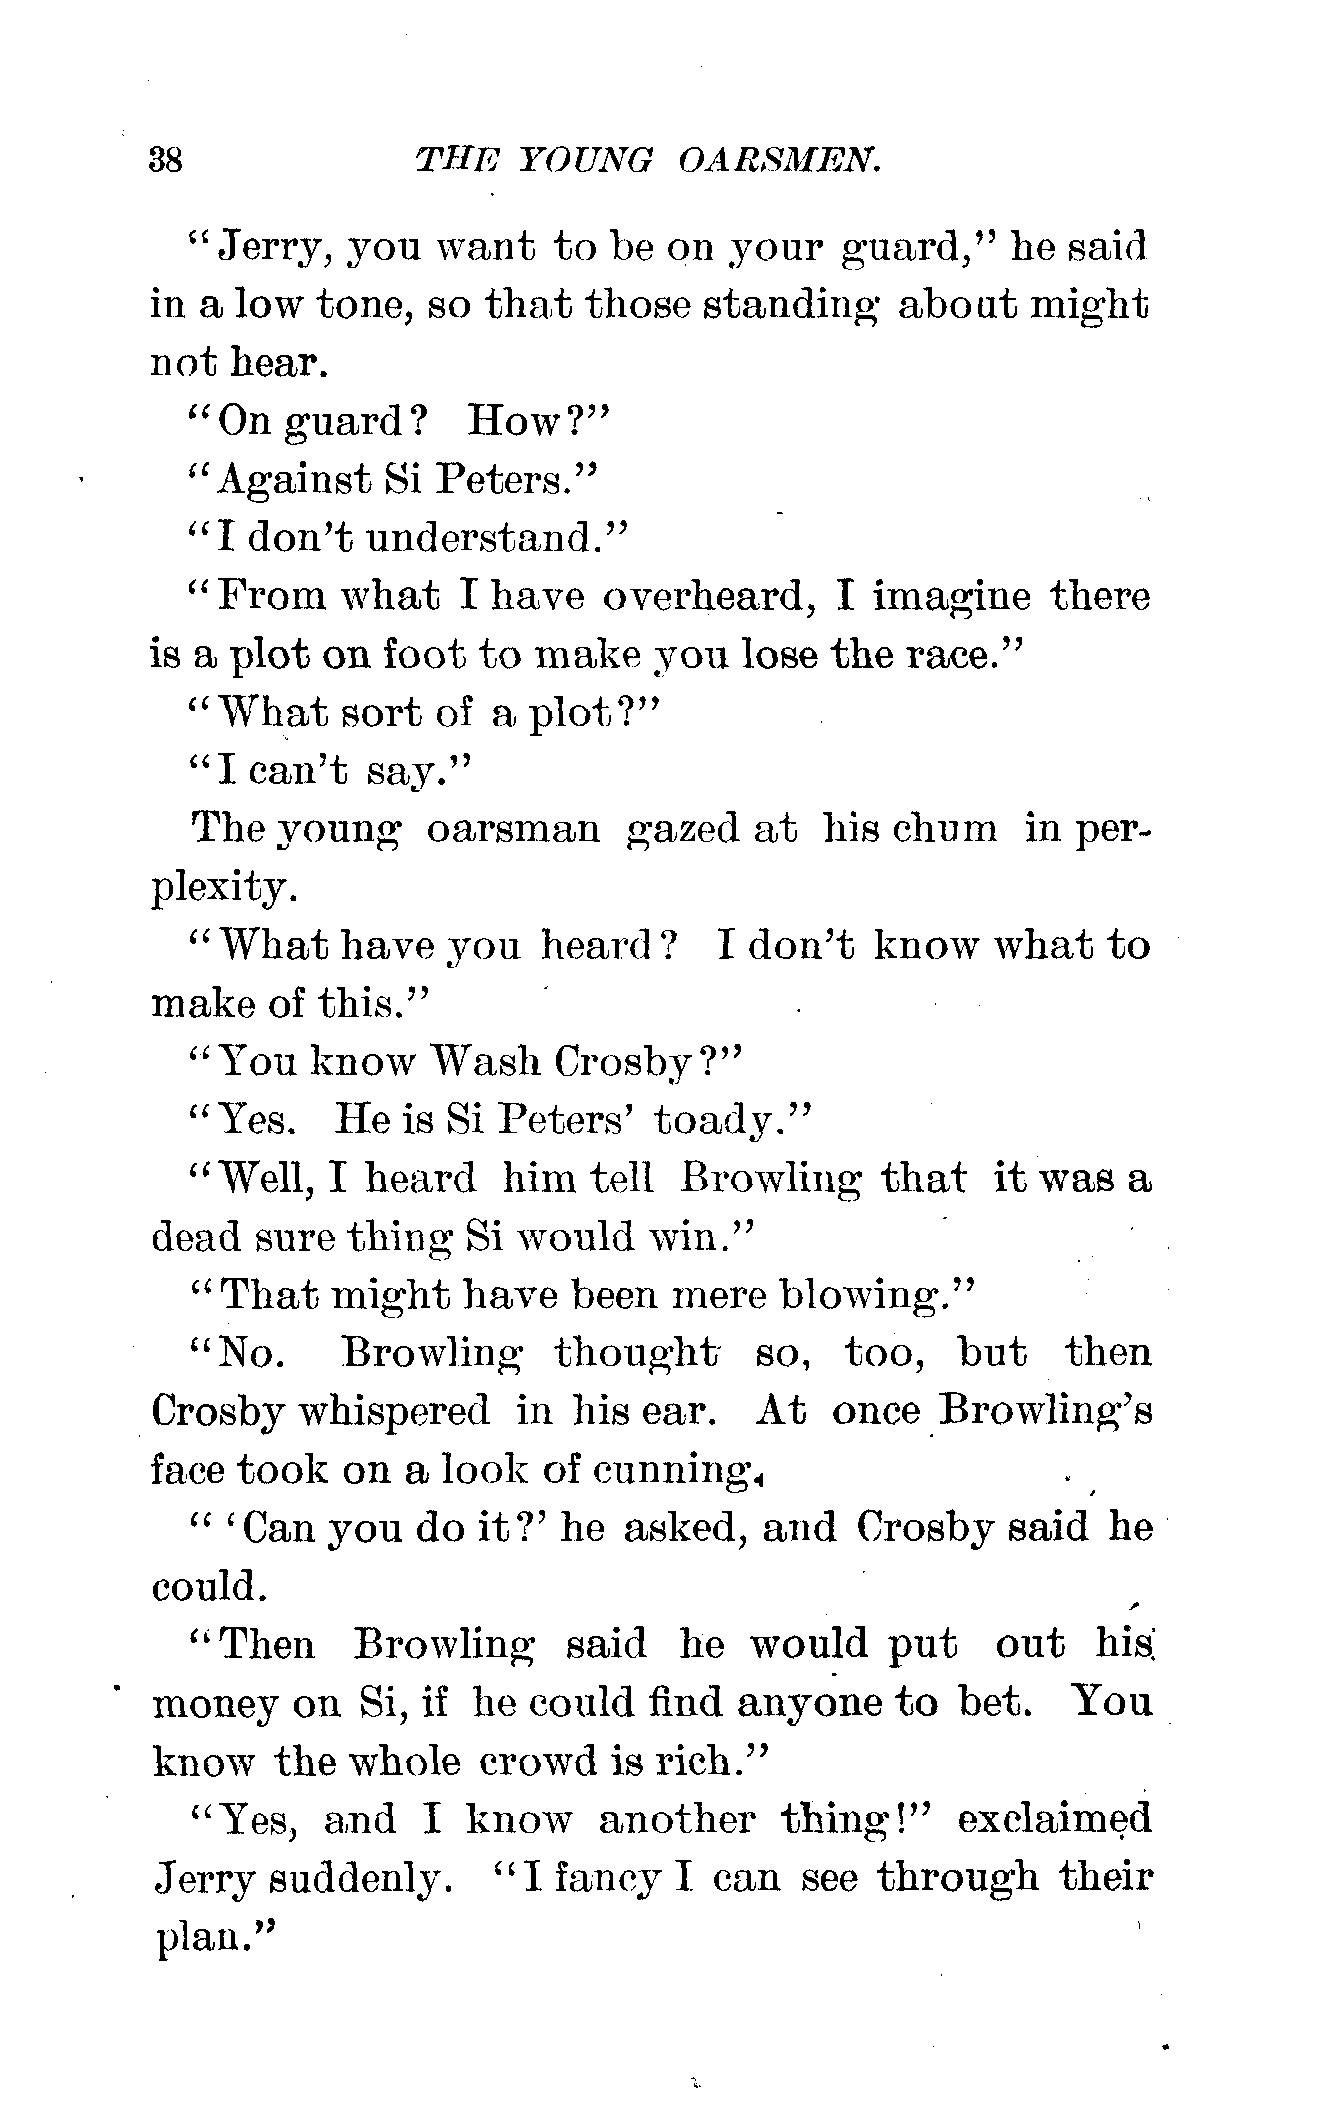 38 THE YOUNG OARSMEN.
“Jerry, you want to be on your guard,” he said
in a low tone, so that those standing about might
not hear.
“On guard? How?”
“Against Si Peters.”
“I don’t understand.”
“From what I have overheard, I imagine there
is a plot on foot to make you lose the race.”
“What sort of a plot?”
“I can’t say.”
The young oarsman gazed at his chum in per-
plexity.
“What have you heard? I don’t know what to
make of this.”
“You know Wash Crosby?”
“Yes. He is Si Peters’ toady.”
“Well, I heard him tell Browling that it was a
dead sure thing Si would win.”
“That might have been mere blowing.”
“No. Browling thought so, too, but then
Crosby whispered in his ear. At once Browling’s
face took on a look of cunning.
“ ‘Can you do it?’ he asked, and Crosby said he
could.
“Then Browling said he would put out his
money on Si, if he could find anyone to bet. You
know the whole crowd is rich.”
“Yes, and I know another thing!” exclaimed
Jerry suddenly. “I fancy I can see through their
plan.”